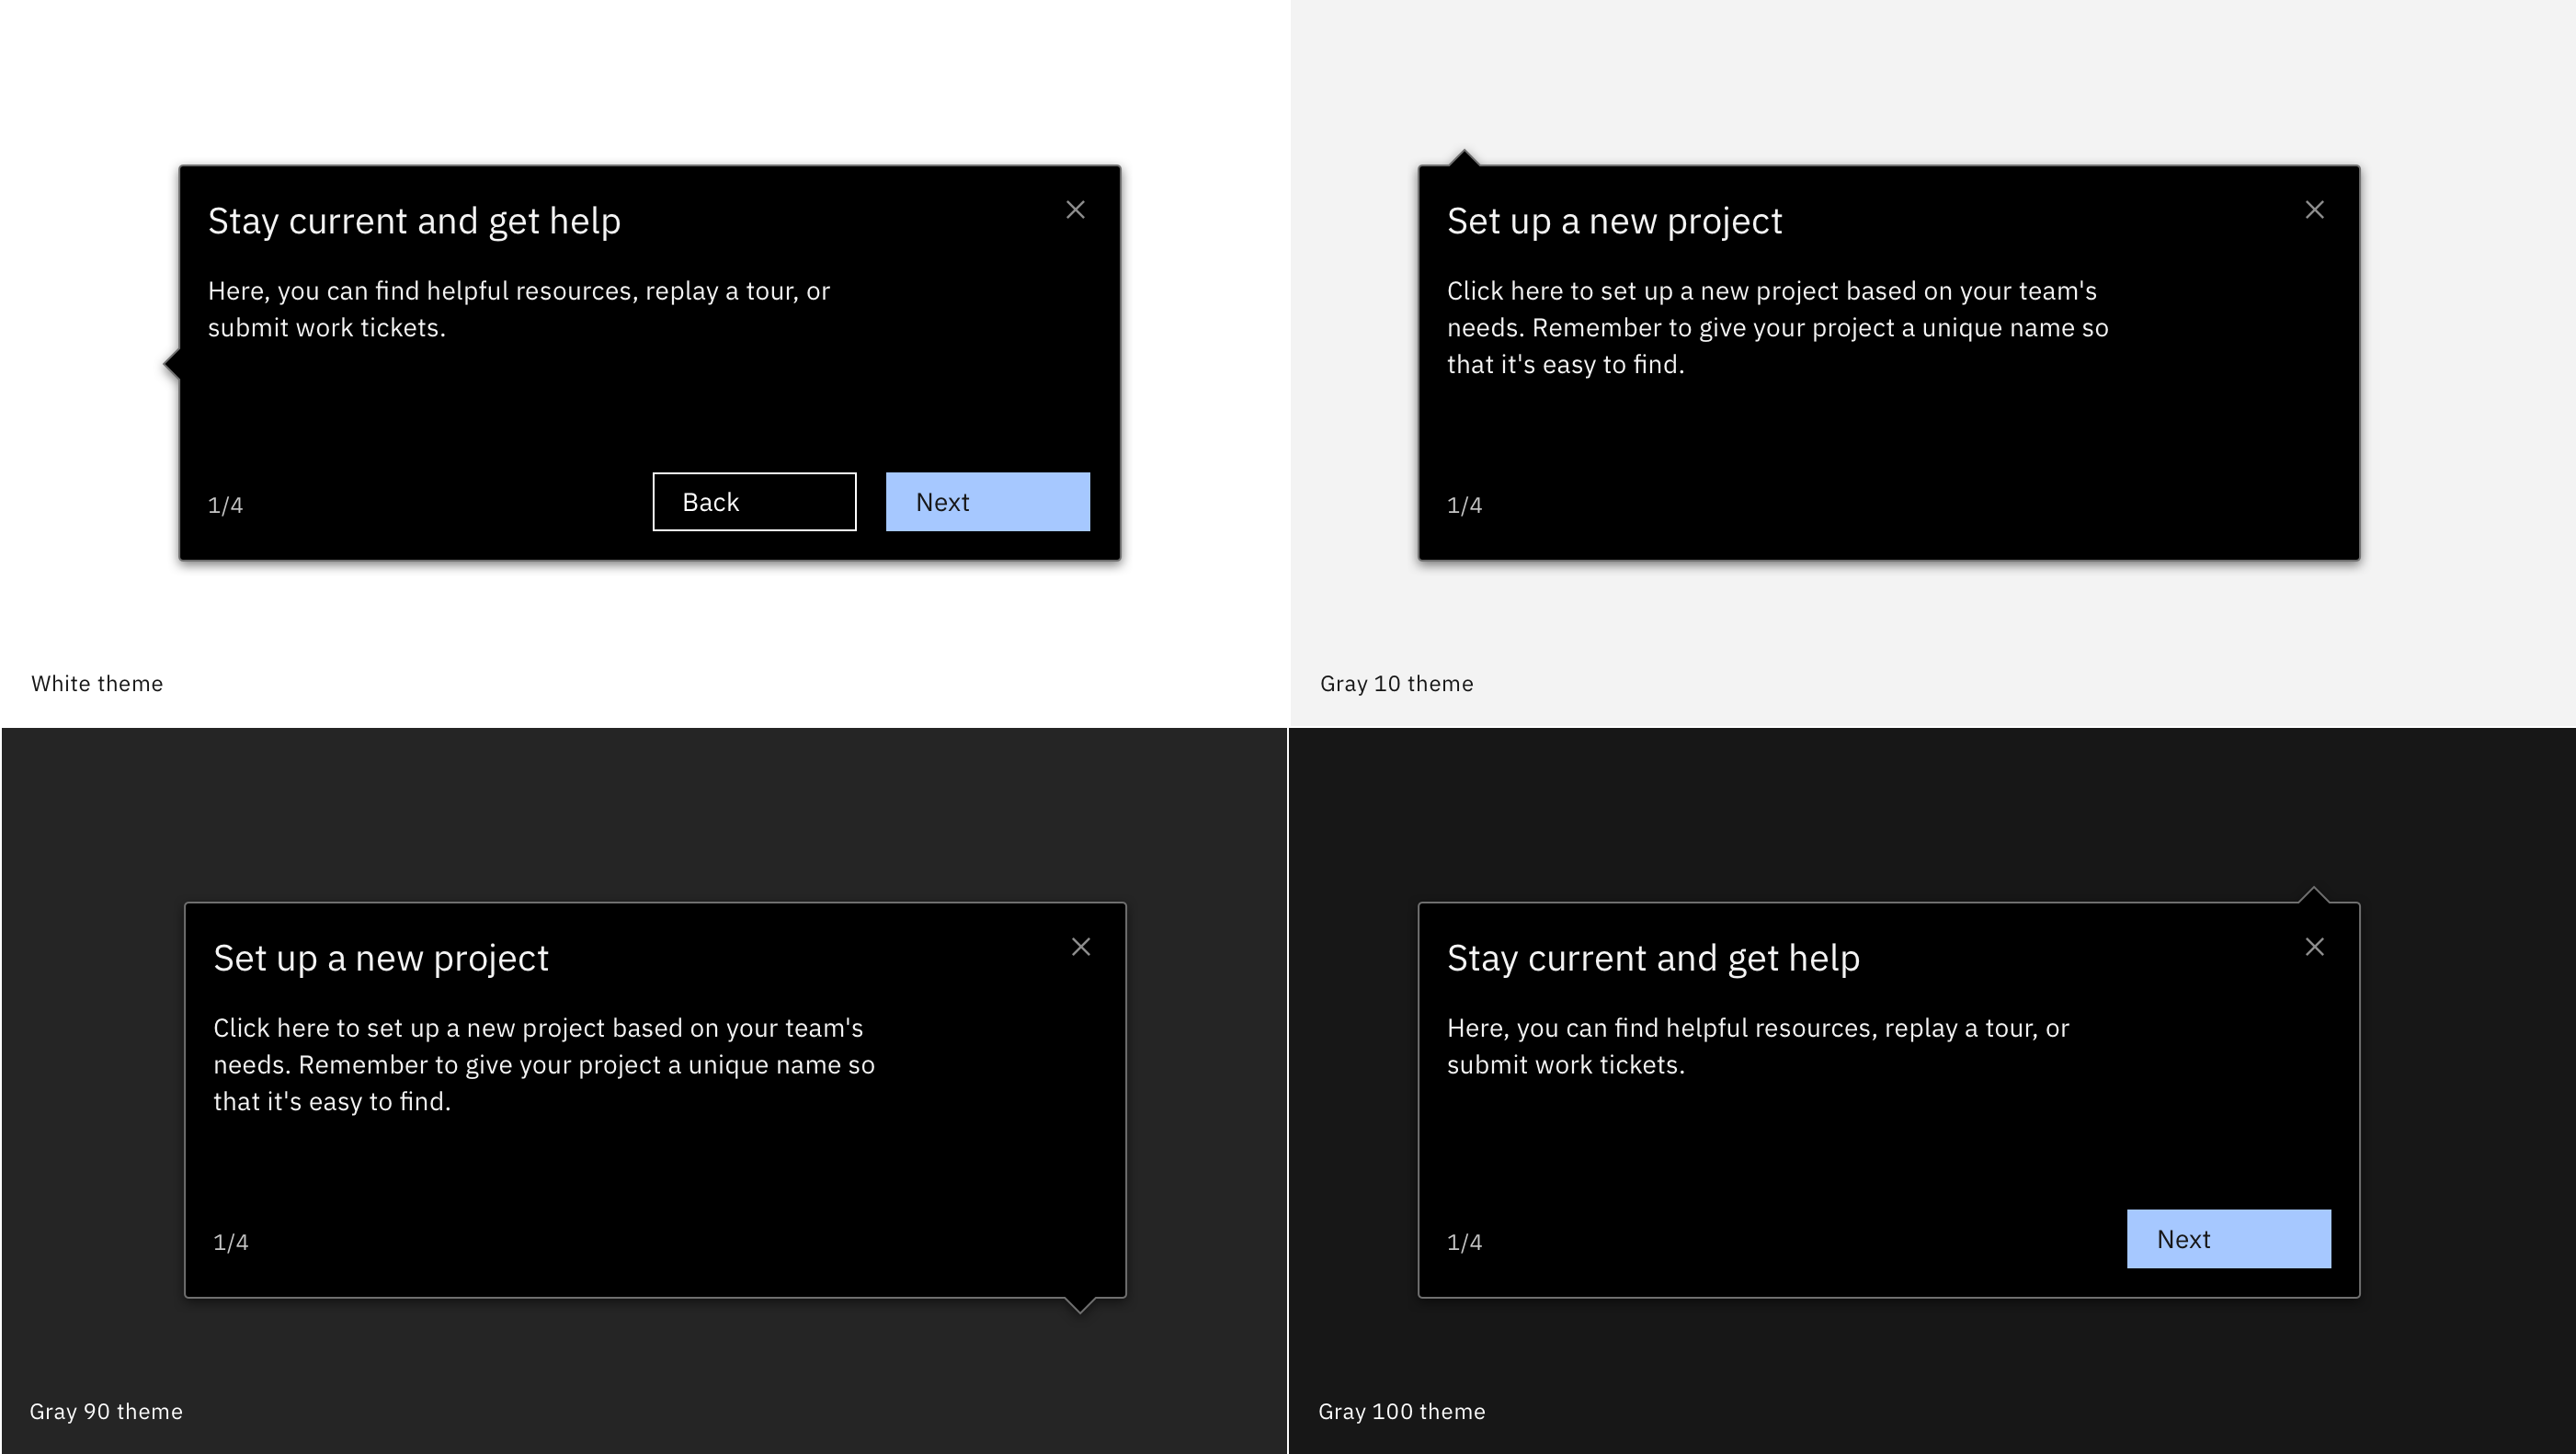 Stay current and get help
Here, you can find helpful resources, replay a tour, or
submit work tickets.
1/4
Back
Next
White theme
Set up a new project
Click here to set up a new project based on your team's
needs. Remember to give your project a unique name so
that it's easy to find.
1/4
Gray 10 theme
Set up a new project
Click here to set up a new project based on your team's
needs. Remember to give your project a unique name so
that it's easy to find.
1/4
Gray 90 theme
Stay current and get help
Here, you can find helpful resources, replay a tour, or
submit work tickets.
1/4
Next
Gray 100 theme